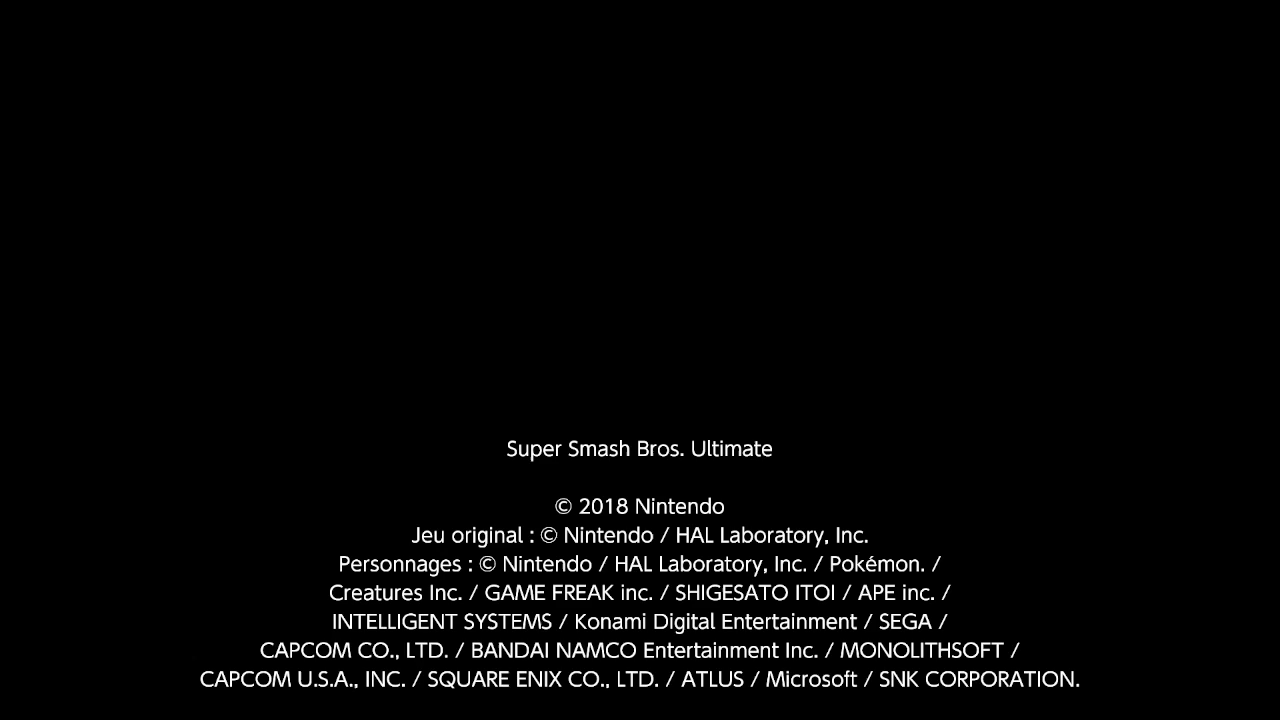 Super Smash Bros. Ultimate
© 2018 Nintendo
Jeu original : © Nintendo / HAL Laboratory, Inc.
Personnages : © Nintendo / HAL Laboratory, Inc. / Pokémon. /
Creatures Inc. / GAME FREAK inc. / SHIGESATO ITOI / APE inc. /
INTELLIGENT SYSTEMS / Konami Digital Entertainment / SEGA /
CAPCOM CO., LTD. / BANDAI NAMCO Entertainment Inc. / MONOLITHSOFT /
CAPCOM U.S.A., INC. / SQUARE ENIX CO., LTD. / ATLUS / Microsoft / SNK CORPORATION.